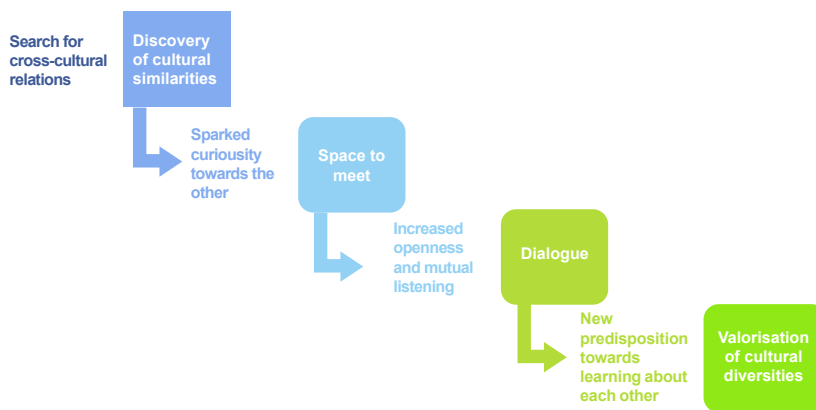 Search for
cross-cultural
relations
Discovery
of cultural
similarities
Sparked
curiousity
towards the
other
Space to
meet
Increased
openness
and mutual
listening
Dialogue
New
predisposition
towards
learning about
each other
Valorisation
of cultural
diversities